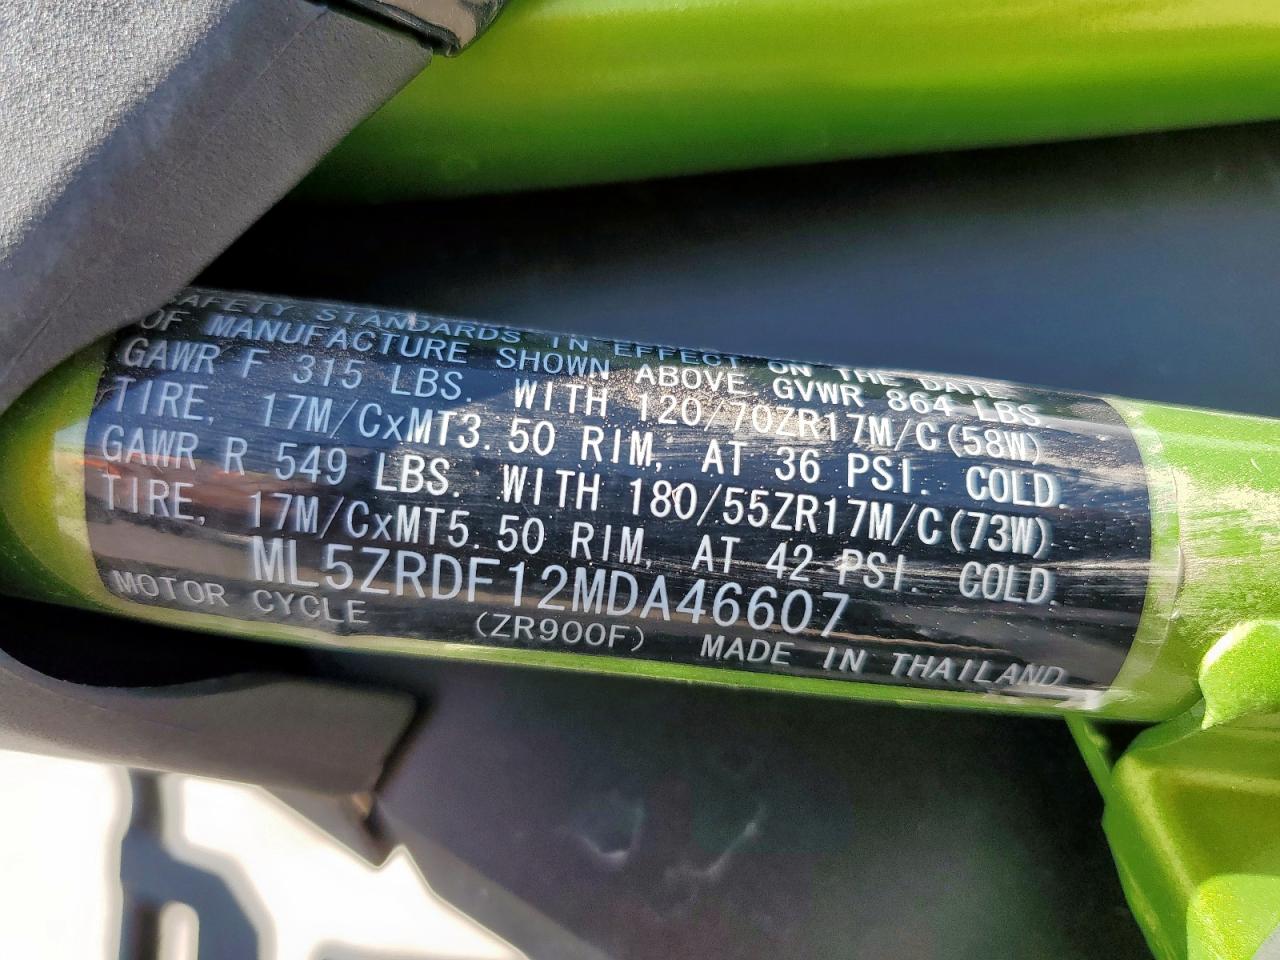 SAFETY STANDARDS IN EFFECT ON THE DATE
OF MANUFACTURE SHOWN ABOVE GVWR 864 LBS.
GAWR F 315 LBS. WITH 120/70ZR17M/C(58W)
TIRE, 17M/CxMT3.50 RIM, AT 36 PSI. COLD.
GAWR R 549 LBS. WITH 180/55ZR17M/C(73W)
TIRE, 17M/CxMT5.50 RIM, AT 42 PSI. COLD.
ML5ZRDF12MDA46607
MOTOR CYCLE (ZR900F) MADE IN THAILAND